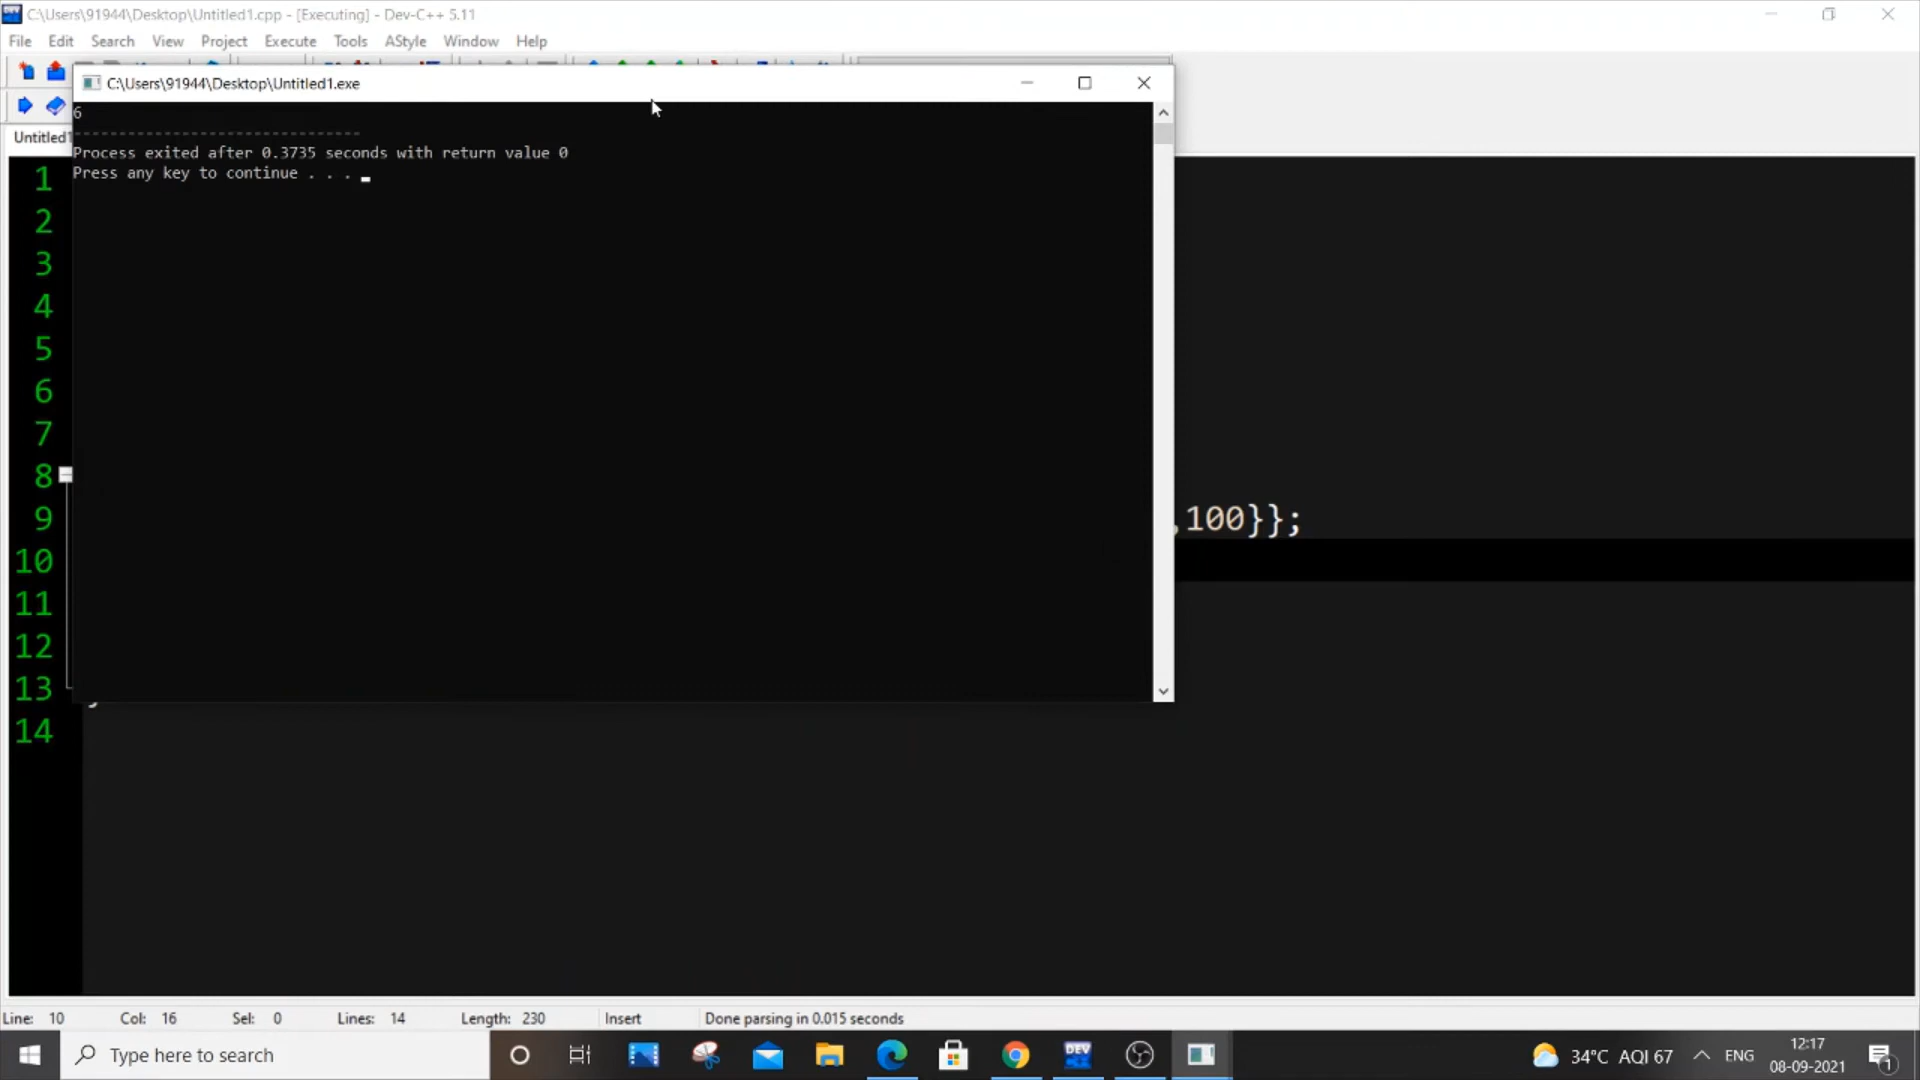 C:\Users\91944\Desktop\Untitled1.cpp - [Executing] - Dev-C++ 5.11
File Edit Search View Project Execute Tools AStyle Window Help
C:\Users\91944\Desktop\Untitled1.exe
6
--------------------------------
Untitled1
Process exited after 0.3735 seconds with return value 0
Press any key to continue . . .
1
2
3
4
5
6
7
8
9 ,100}};
10
11
12
13
14
Line: 10 Col: 16 Sel: 0 Lines: 14 Length: 230 Insert Done parsing in 0.015 seconds
Type here to search
DEV
34°C AQI 67 ENG
12:17
08-09-2021
1